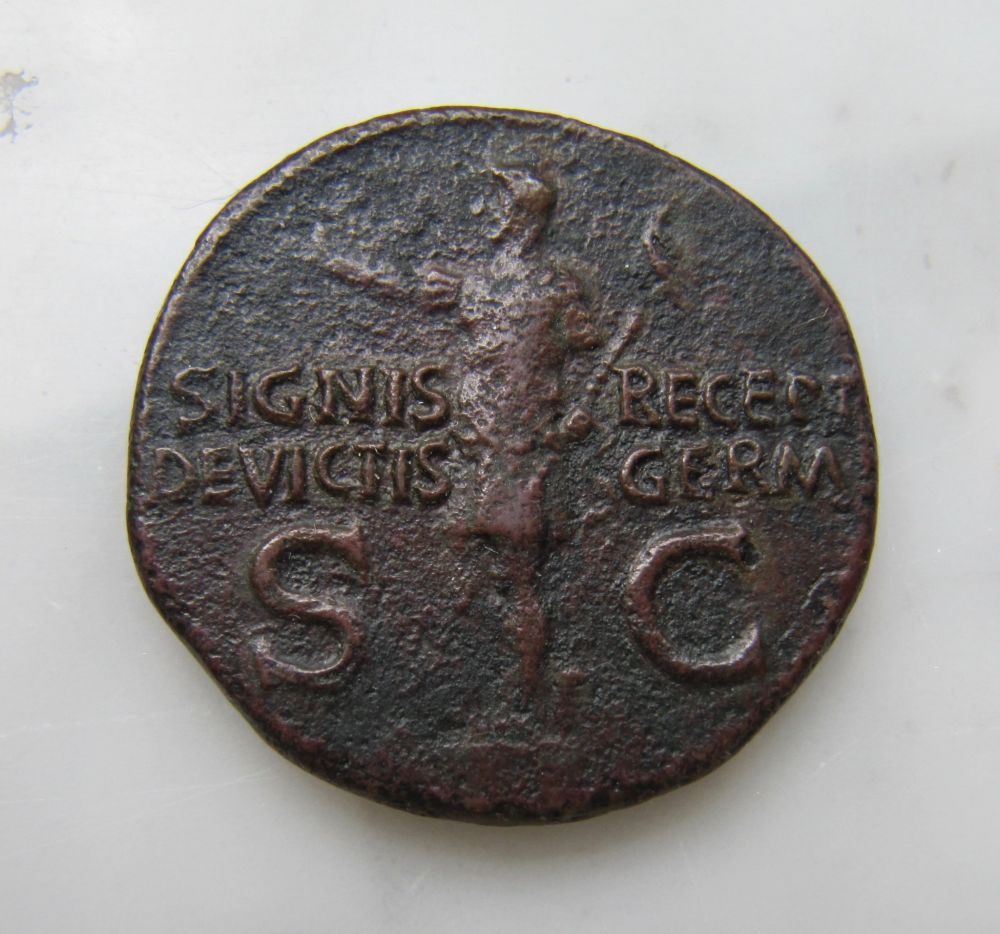 SIGNIS RECEPT
DEVICTIS GERM
S C